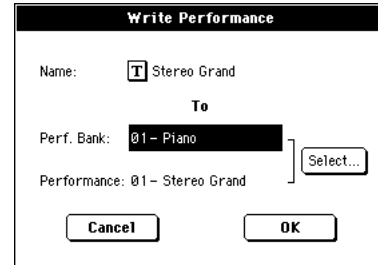 Write Performance
Name: T Stereo Grand
To
Perf. Bank: 01- Piano
Select...
Performance: 01- Stereo Grand
Cancel OK